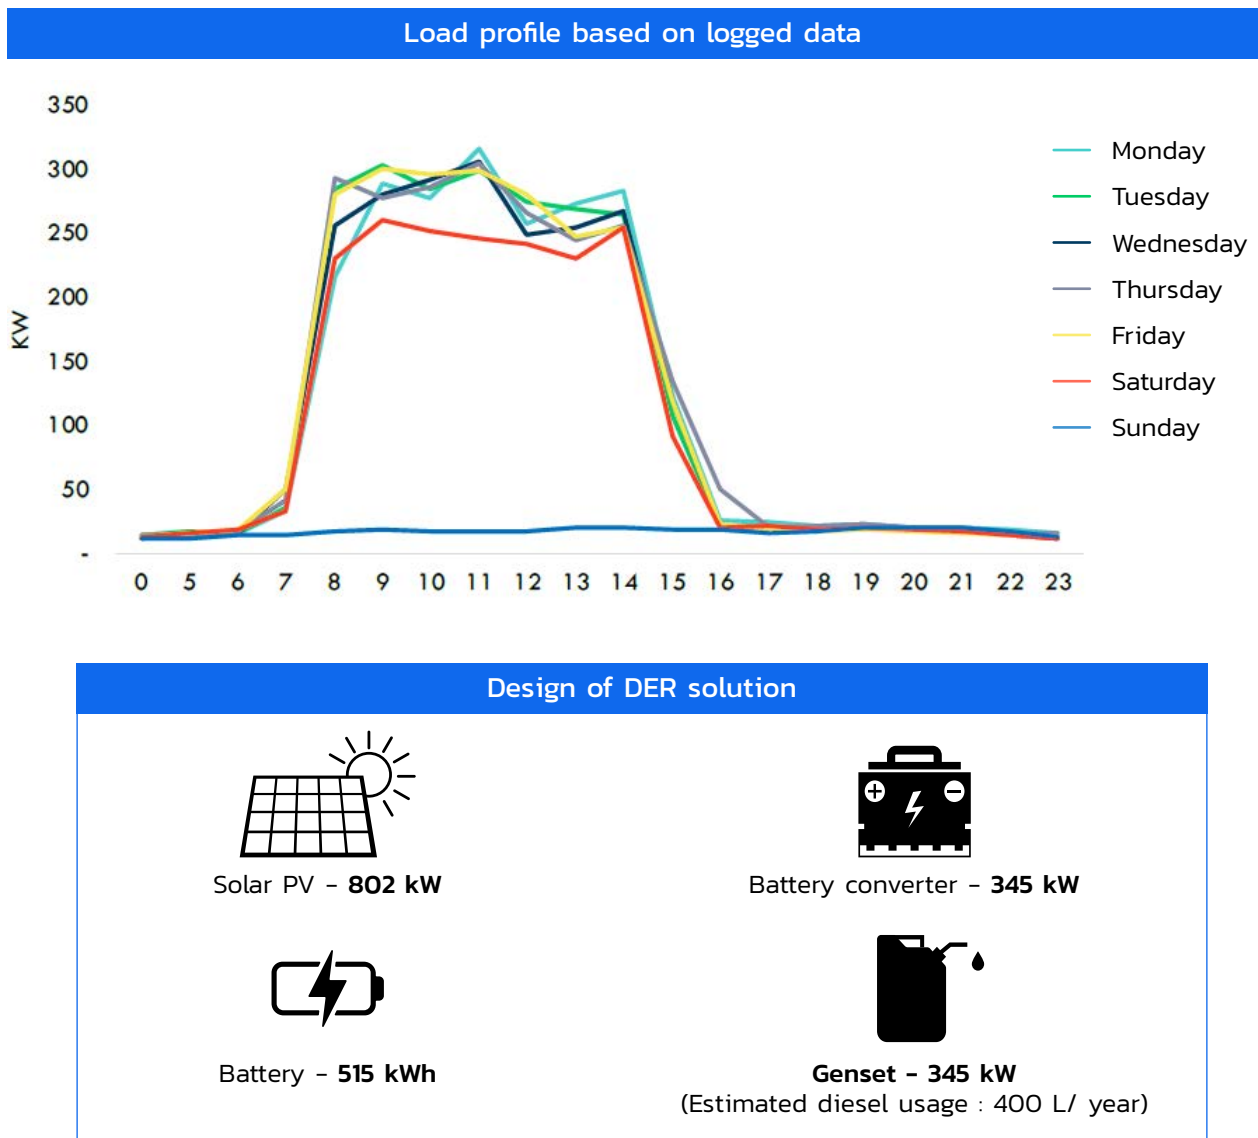 Load profile based on logged data
350
300
250
200
150
100
50
-
KW
0 5 6 7 8 9 10 11 12 13 14 15 16 17 18 19 20 21 22 23
Monday
Tuesday
Wednesday
Thursday
Friday
Saturday
Sunday
Design of DER solution
Solar PV - 802 kW
Battery converter - 345 kW
Battery - 515 kWh
Genset - 345 kW
(Estimated diesel usage : 400 L/ year)